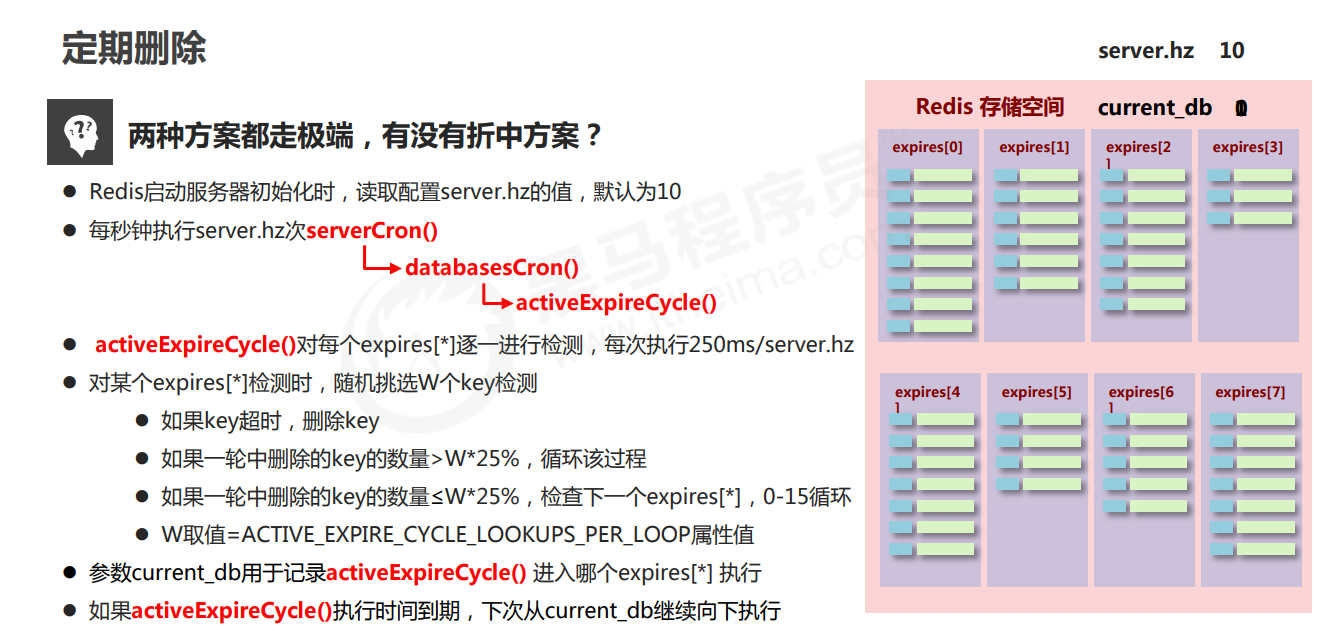 定期删除
server.hz 10
两种方案都走极端，有没有折中方案？
Redis启动服务器初始化时，读取配置server.hz的值，默认为10
每秒钟执行server.hz次serverCron()
databasesCron()
activeExpireCycle()
activeExpireCycle()对每个expires[*]逐一进行检测，每次执行250ms/server.hz
对某个expires[*]检测时，随机挑选W个key检测
如果key超时，删除key
如果一轮中删除的key的数量>W*25%，循环该过程
如果一轮中删除的key的数量≤W*25%，检查下一个expires[*]，0-15循环
W取值=ACTIVE_EXPIRE_CYCLE_LOOKUPS_PER_LOOP属性值
参数current_db用于记录activeExpireCycle() 进入哪个expires[*] 执行
如果activeExpireCycle()执行时间到期，下次从current_db继续向下执行
Redis 存储空间 current_db
expires[0] expires[1] expires[2 expires[3]
]
expires[4 expires[5] expires[6 expires[7]
] ]
黑马程序员
www.itheima.com